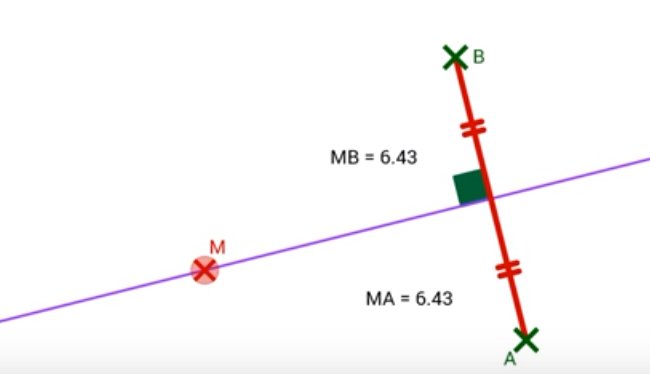 B
MB = 6.43
M
MA = 6.43
A